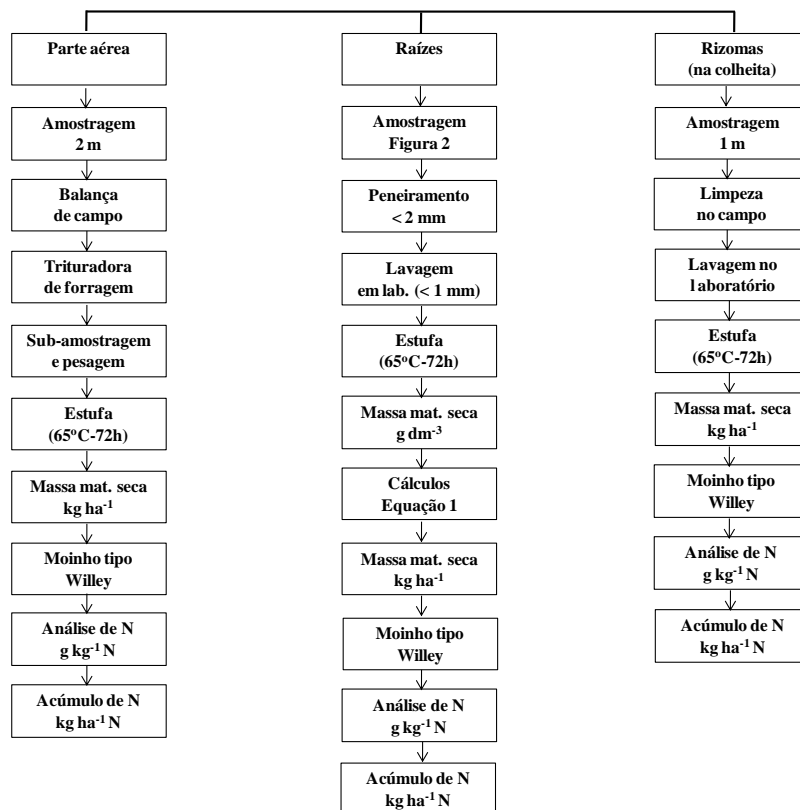 Parte aérea
Amostragem
2 m
Balança
de campo
Trituradora
de forragem
Sub-amostragem
e pesagem
Estufa
(65ºC-72h)
Massa mat. seca
kg ha⁻¹
Moinho tipo
Willey
Análise de N
g kg⁻¹ N
Acúmulo de N
kg ha⁻¹ N
Raízes
Amostragem
Figura 2
Peneiramento
< 2 mm
Lavagem
em lab. (< 1 mm)
Estufa
(65ºC-72h)
Massa mat. seca
g dm⁻³
Cálculos
Equação 1
Massa mat. seca
kg ha⁻¹
Moinho tipo
Willey
Análise de N
g kg⁻¹ N
Acúmulo de N
kg ha⁻¹ N
Rizomas
(na colheita)
Amostragem
1 m
Limpeza
no campo
Lavagem no
l aboratório
Estufa
(65ºC-72h)
Massa mat. seca
kg ha⁻¹
Moinho tipo
Willey
Análise de N
g kg⁻¹ N
Acúmulo de N
kg ha⁻¹ N